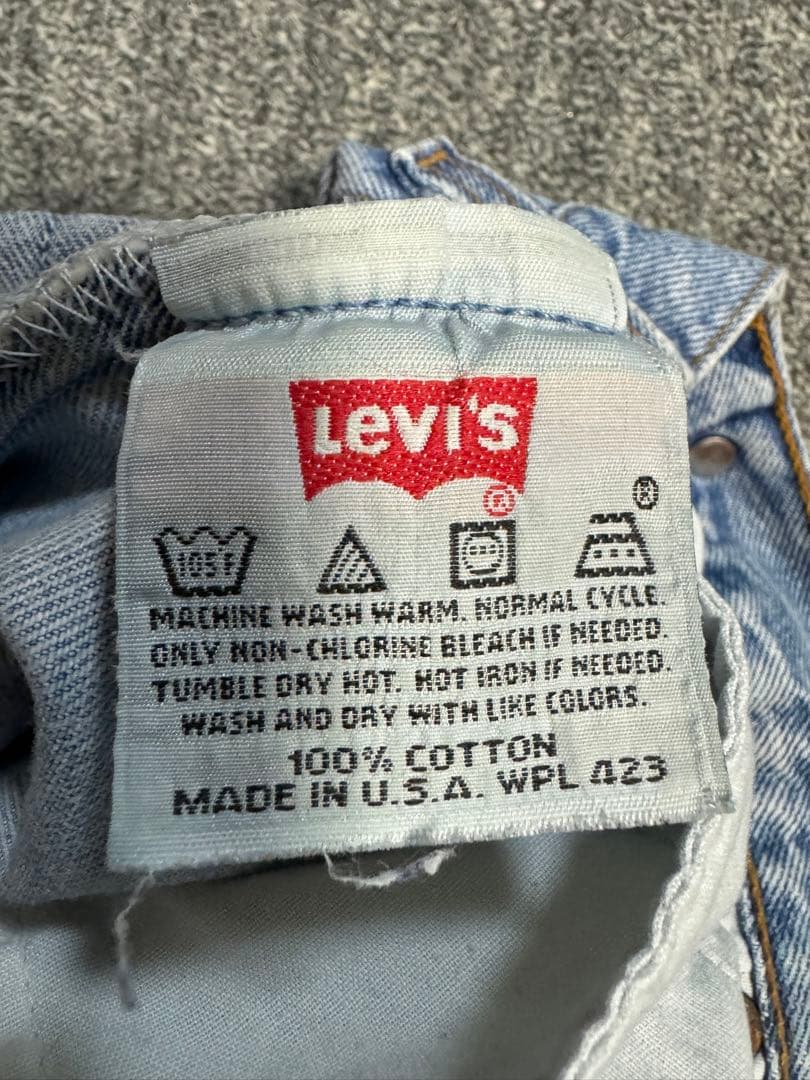 Levi's
®
®
105F
MACHINE WASH WARM. NORMAL CYCLE.
ONLY NON-CHLORINE BLEACH IF NEEDED.
TUMBLE DRY HOT. HOT IRON IF NEEDED.
WASH AND DRY WITH LIKE COLORS.
100% COTTON
MADE IN U.S.A. WPL 423